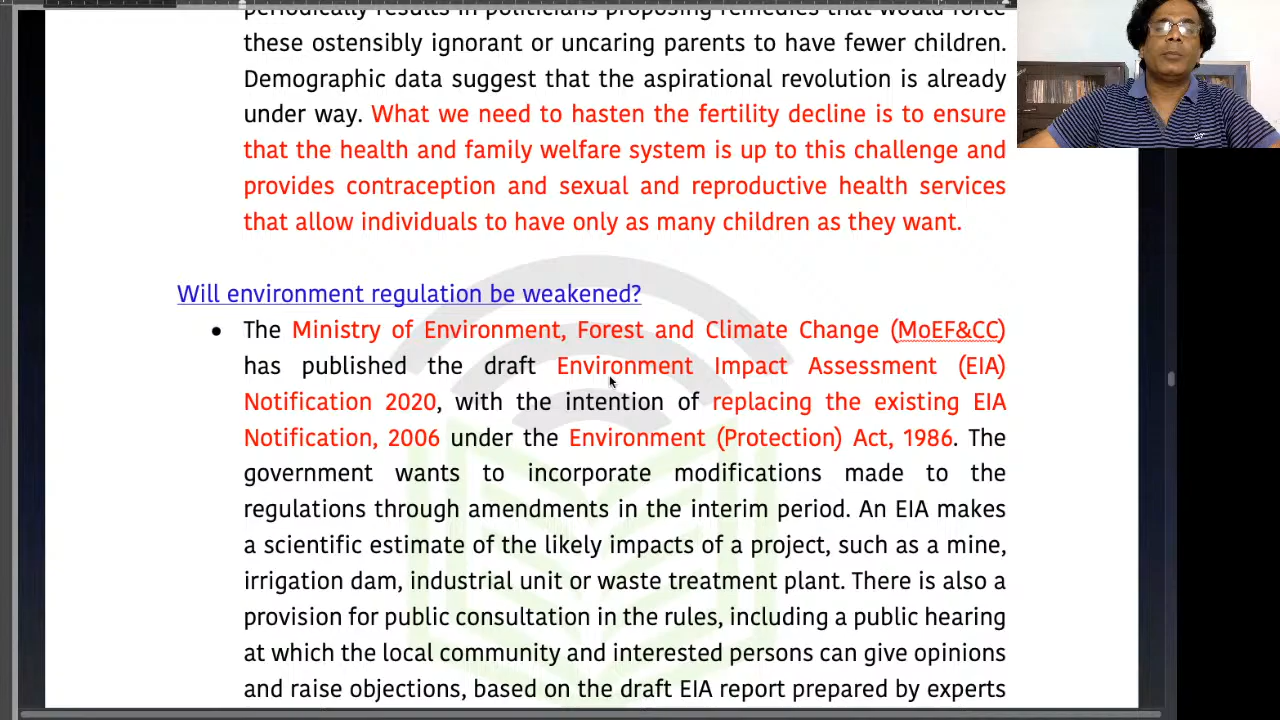 periodically results in politicians proposing remedies that would force
these ostensibly ignorant or uncaring parents to have fewer children.
Demographic data suggest that the aspirational revolution is already
under way. What we need to hasten the fertility decline is to ensure
that the health and family welfare system is up to this challenge and
provides contraception and sexual and reproductive health services
that allow individuals to have only as many children as they want.
Will environment regulation be weakened?
• The Ministry of Environment, Forest and Climate Change (MoEF&CC)
has published the draft Environment Impact Assessment (EIA)
Notification 2020, with the intention of replacing the existing EIA
Notification, 2006 under the Environment (Protection) Act, 1986. The
government wants to incorporate modifications made to the
regulations through amendments in the interim period. An EIA makes
a scientific estimate of the likely impacts of a project, such as a mine,
irrigation dam, industrial unit or waste treatment plant. There is also a
provision for public consultation in the rules, including a public hearing
at which the local community and interested persons can give opinions
and raise objections, based on the draft EIA report prepared by experts